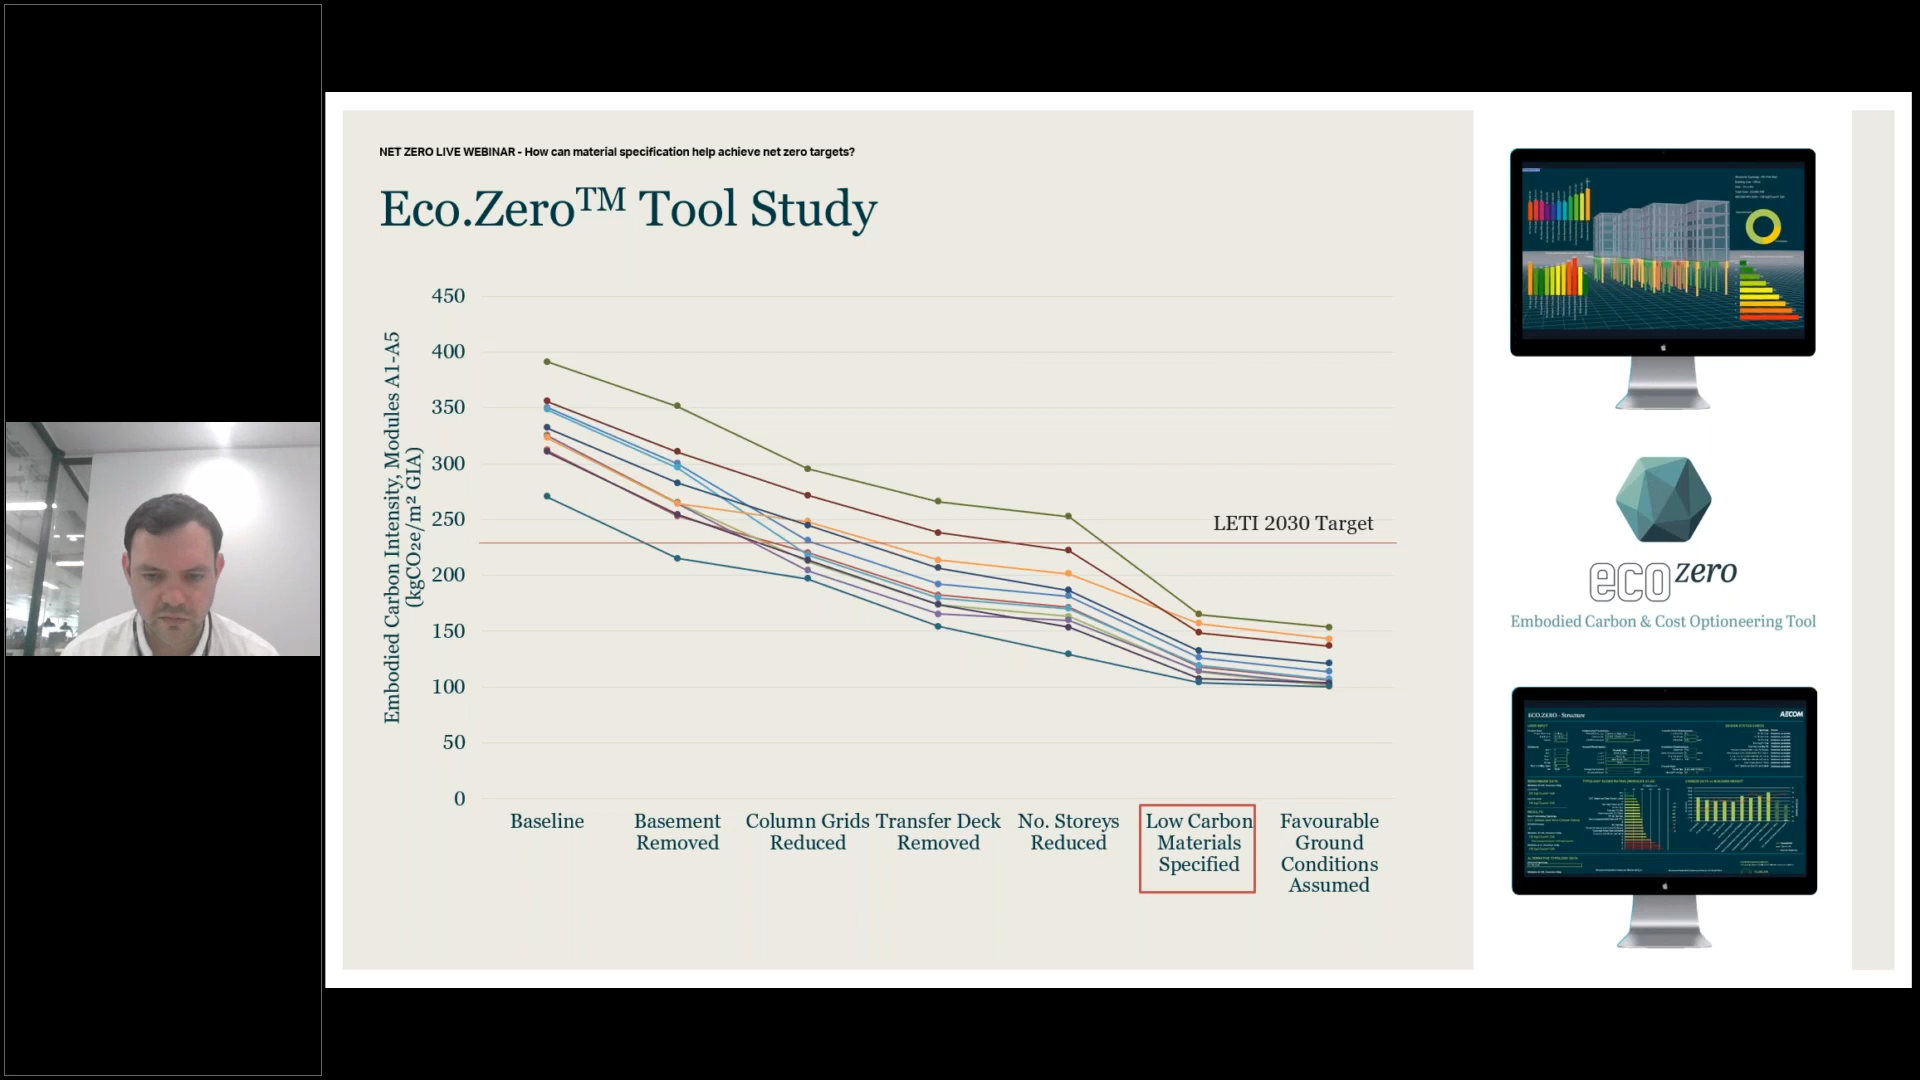 NET ZERO LIVE WEBINAR - How can material specification help achieve net zero targets?
Eco.Zero™ Tool Study
Embodied Carbon Intensity, Modules A1-A5
(kgCO2e/m² GIA)
450
400
350
300
250
200
150
100
50
0
LETI 2030 Target
Baseline
Basement
Removed
Column Grids
Reduced
Transfer Deck
Removed
No. Storeys
Reduced
Low Carbon
Materials
Specified
Favourable
Ground
Conditions
Assumed
eco zero
Embodied Carbon & Cost Optioneering Tool
ECO.ZERO - Structure
AECOM